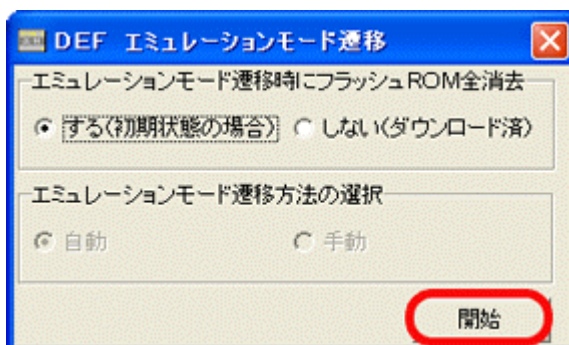 DEF エミュレーションモード遷移
エミュレーションモード遷移時にフラッシュROM全消去
する(初期状態の場合) しない(ダウンロード済)
エミュレーションモード遷移方法の選択
自動 手動
開始